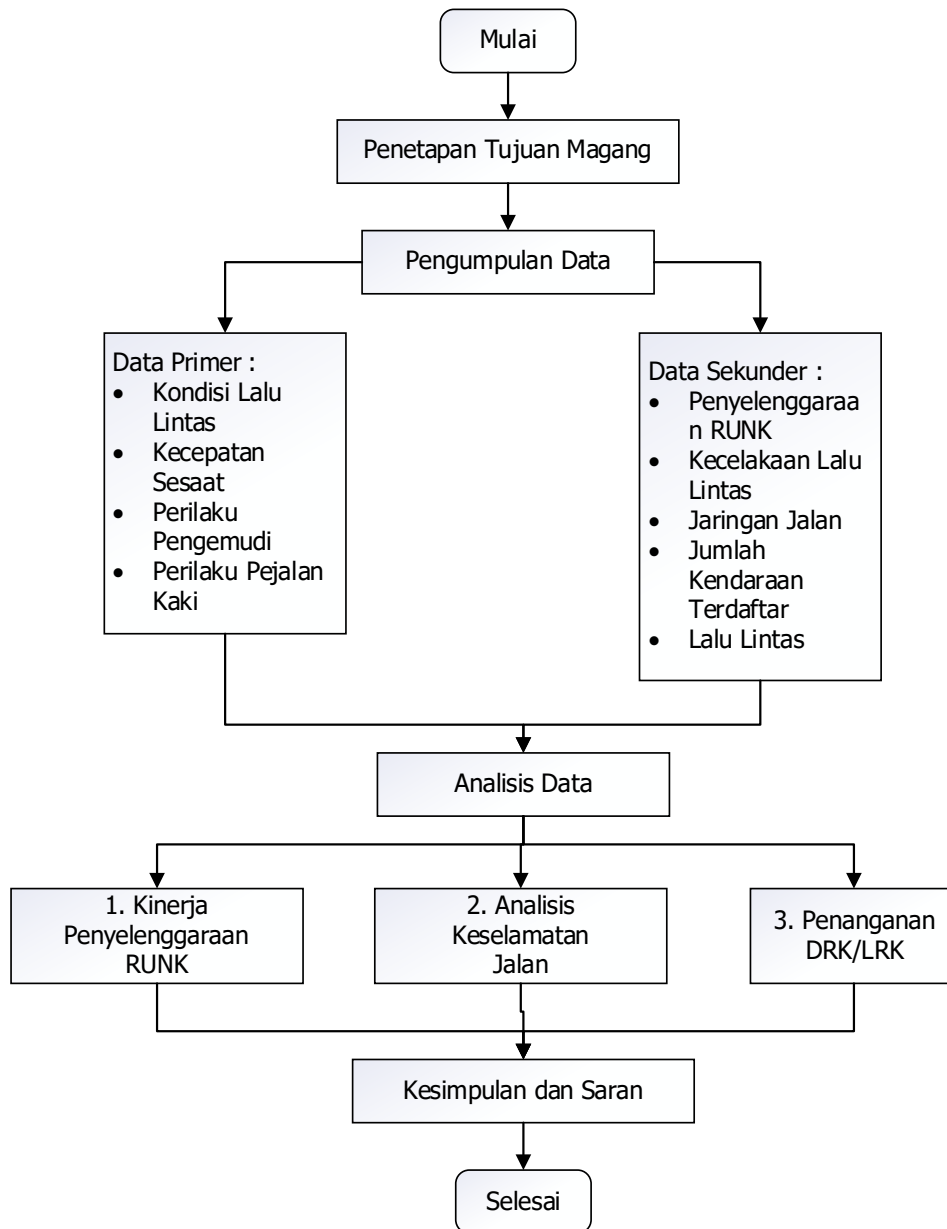 Mulai
Penetapan Tujuan Magang
Pengumpulan Data
Data Primer :
• Kondisi Lalu
Lintas
• Kecepatan
Sesaat
• Perilaku
Pengemudi
• Perilaku Pejalan
Kaki
Data Sekunder :
• Penyelenggaraa
n RUNK
• Kecelakaan Lalu
Lintas
• Jaringan Jalan
• Jumlah
Kendaraan
Terdaftar
• Lalu Lintas
Analisis Data
1. Kinerja
Penyelenggaraan
RUNK
2. Analisis
Keselamatan
Jalan
3. Penanganan
DRK/LRK
Kesimpulan dan Saran
Selesai